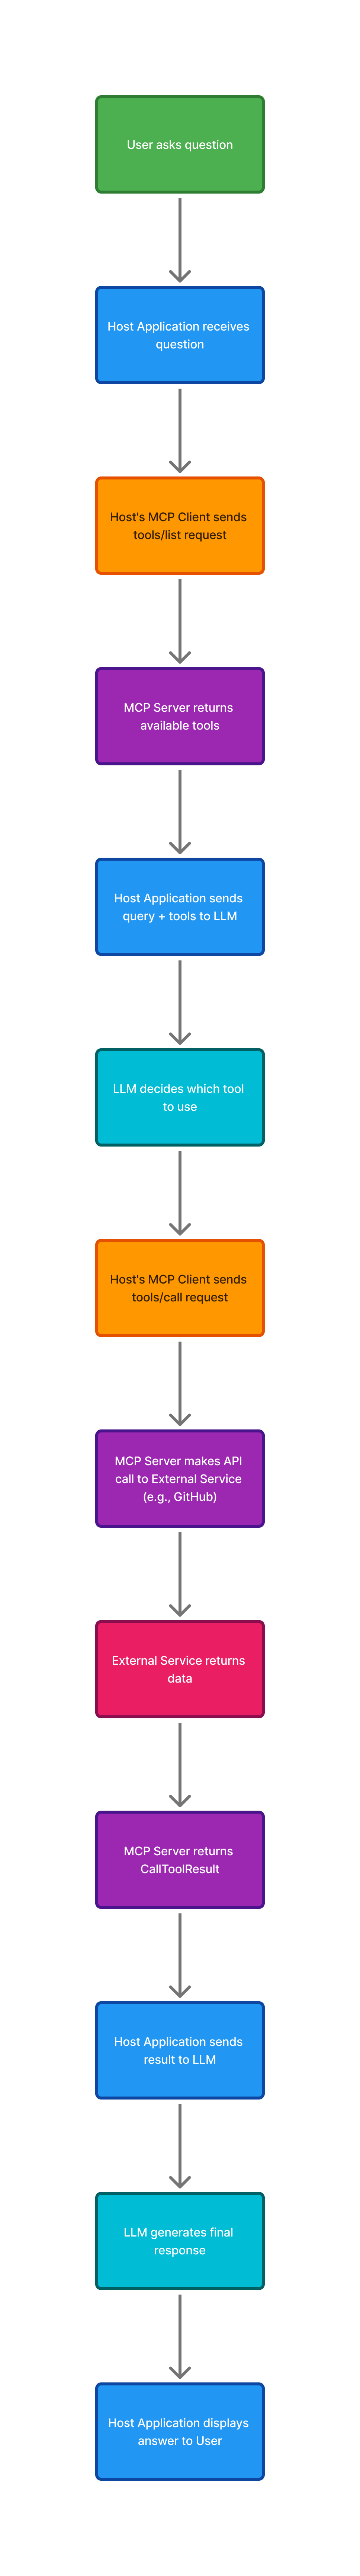 User asks question
Host Application receives
question
Host's MCP Client sends
tools/list request
MCP Server returns
available tools
Host Application sends
query + tools to LLM
LLM decides which tool
to use
Host's MCP Client sends
tools/call request
MCP Server makes API
call to External Service
(e.g., GitHub)
External Service returns
data
MCP Server returns
CallToolResult
Host Application sends
result to LLM
LLM generates final
response
Host Application displays
answer to User